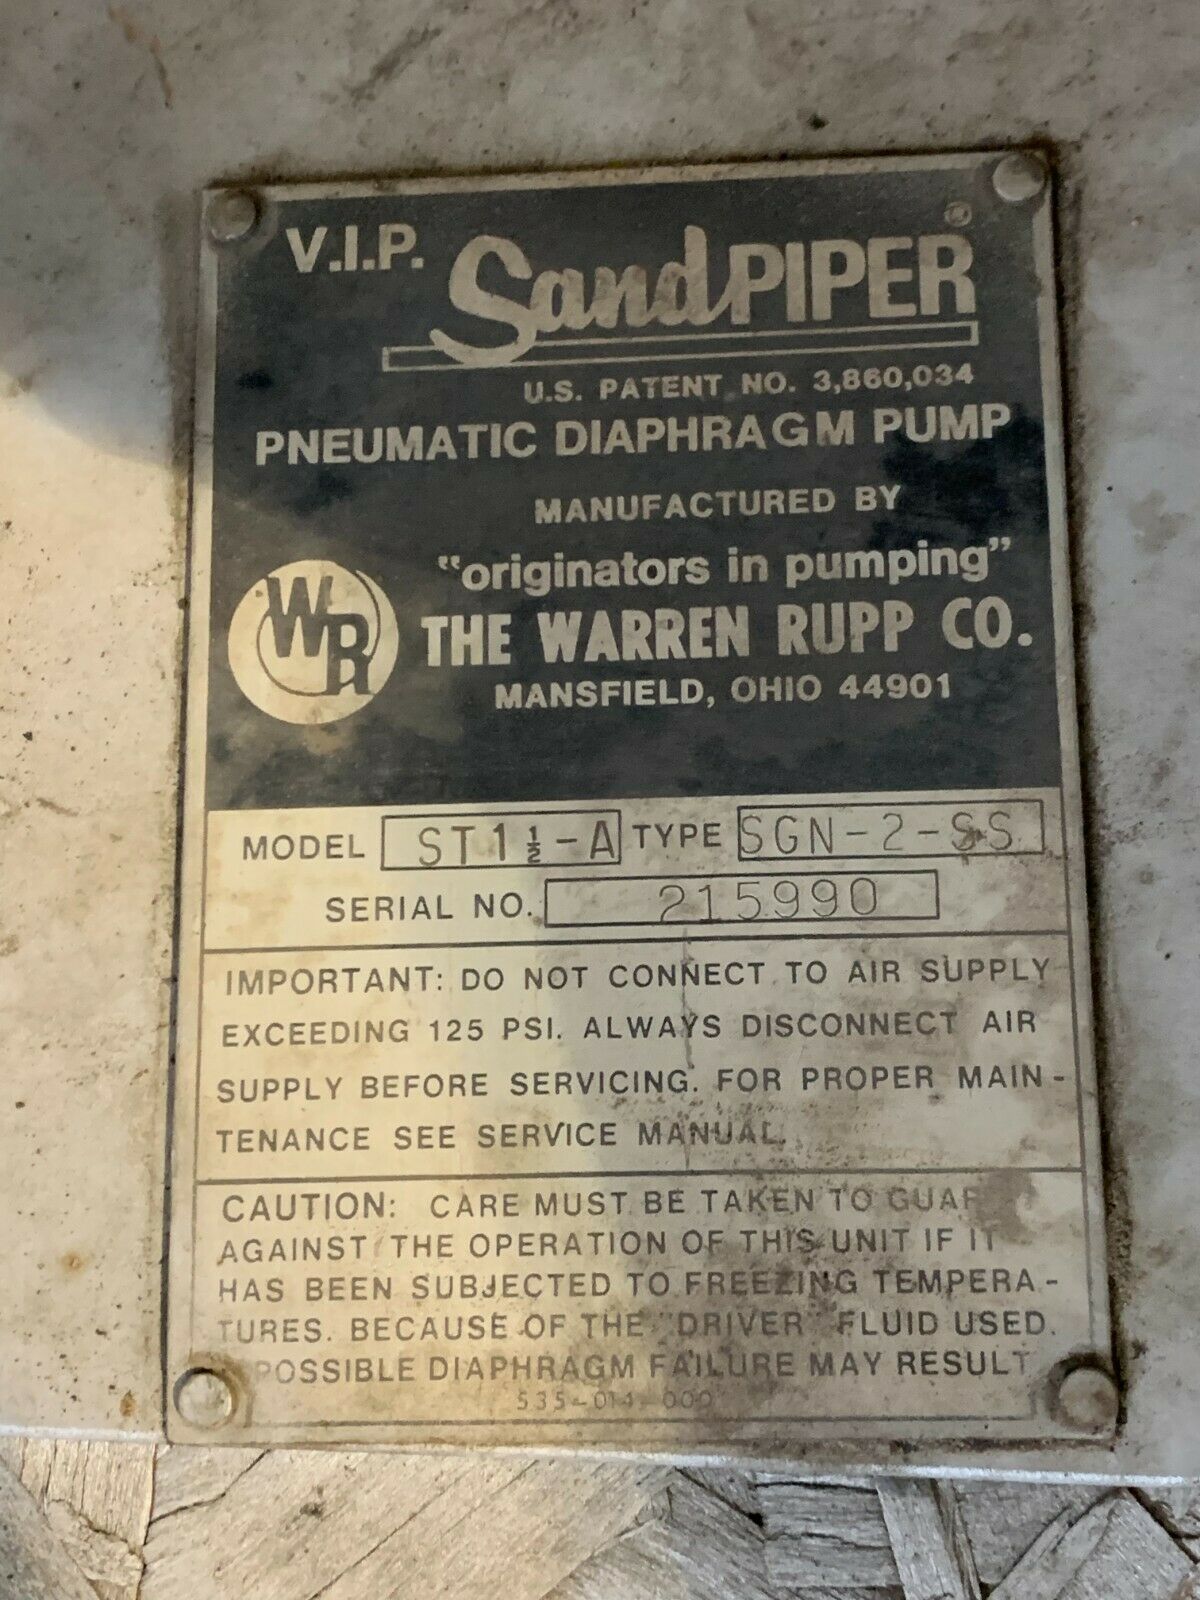 V.I.P. SandPIPER®
U.S. PATENT NO. 3,860,034
PNEUMATIC DIAPHRAGM PUMP
MANUFACTURED BY
"originators in pumping"
WR THE WARREN RUPP CO.
MANSFIELD, OHIO 44901
MODEL ST1½-A TYPE SGN-2-SS
SERIAL NO. 215990
IMPORTANT: DO NOT CONNECT TO AIR SUPPLY
EXCEEDING 125 PSI. ALWAYS DISCONNECT AIR
SUPPLY BEFORE SERVICING. FOR PROPER MAIN-
TENANCE SEE SERVICE MANUAL.
CAUTION: CARE MUST BE TAKEN TO
AGAINST THE OPERATION OF THIS UNIT IF IT
HAS BEEN SUBJECTED TO FREEZING TEMPERA-
TURES. BECAUSE OF THE "DRIVER" FLUID USED.
POSSIBLE DIAPHRAGM FAILURE MAY RESULT
535-014-000